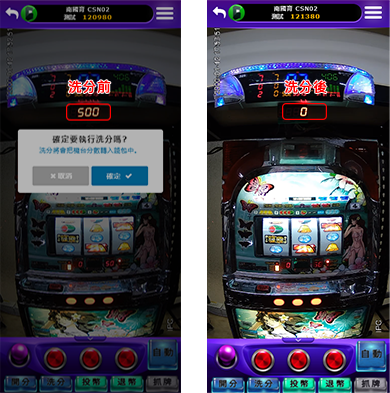 南國育 CSN02
測試 120980
洗分前
500
確定要執行洗分嗎?
洗分將會把機台分數轉入錢包中。
✖取消
確定 ✔
自動
開分
洗分
投幣
退幣
抓牌
南國育 CSN02
測試 121380
洗分後
0
自動
開分
洗分
投幣
退幣
抓牌